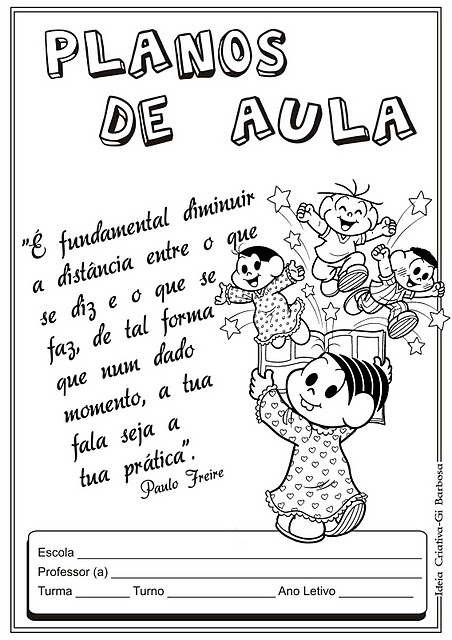 PLANOS
DE AULA
"É fundamental diminuir
a distância entre o que
se diz e o que se
faz, de tal forma
que num dado
momento, a tua
fala seja a
tua prática".
Paulo Freire
Ideia Criativa-Gi Barbosa
Escola
Professor (a)
Turma Turno Ano Letivo